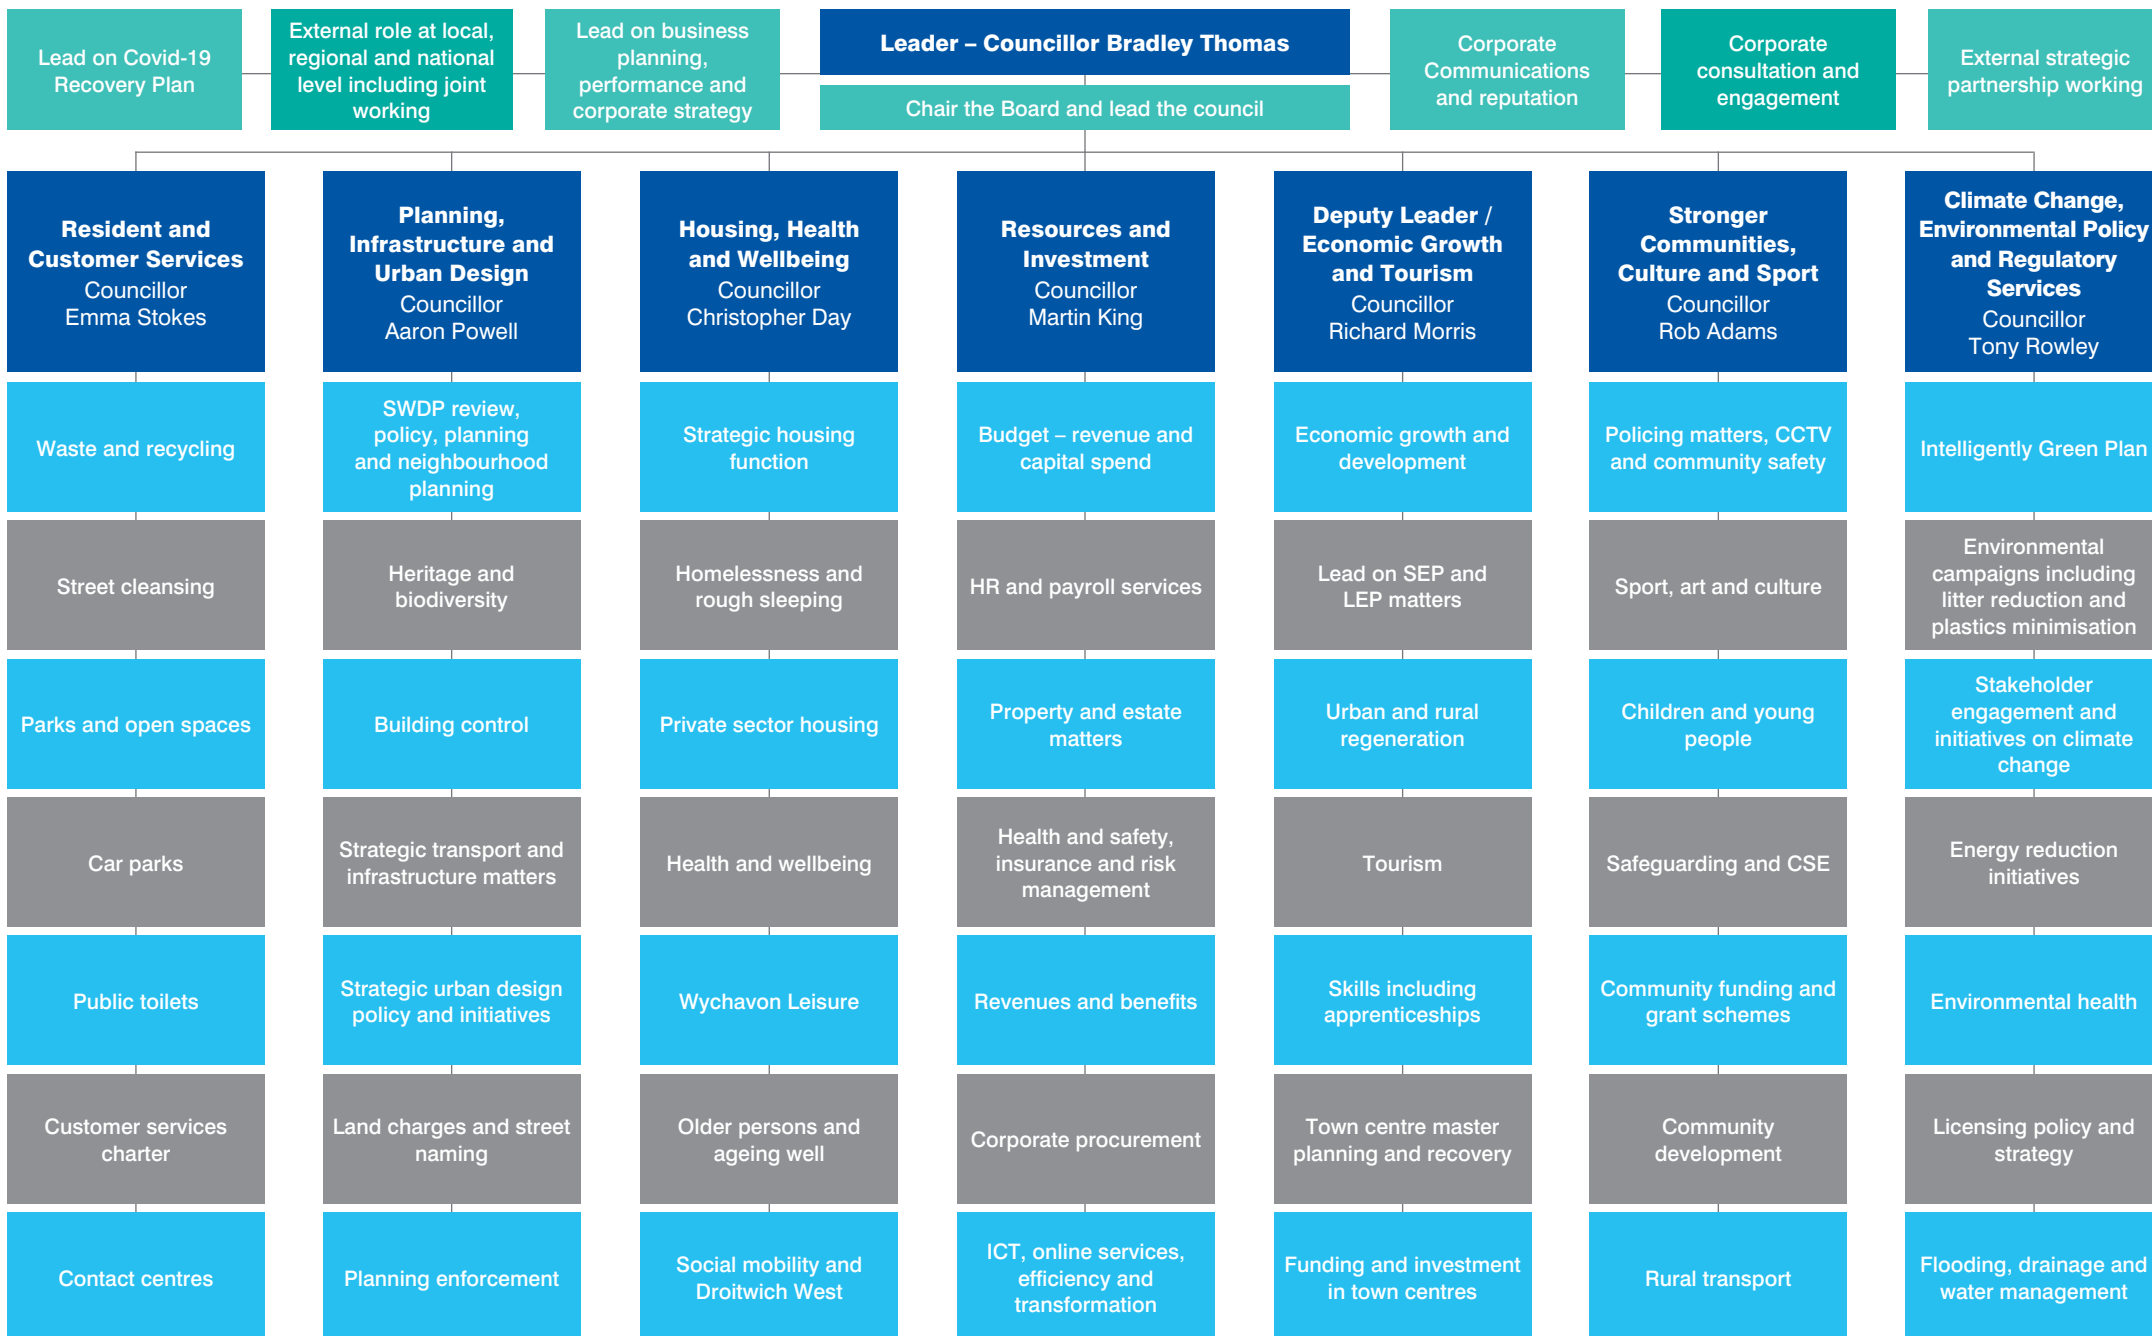 Lead on Covid-19
Recovery Plan
External role at local,
regional and national
level including joint
working
Lead on business
planning,
performance and
corporate strategy
Leader – Councillor Bradley Thomas
Chair the Board and lead the council
Corporate
Communications
and reputation
Corporate
consultation and
engagement
External strategic
partnership working
Resident and
Customer Services
Councillor
Emma Stokes
Waste and recycling
Street cleansing
Parks and open spaces
Car parks
Public toilets
Customer services
charter
Contact centres
Planning,
Infrastructure and
Urban Design
Councillor
Aaron Powell
SWDP review,
policy, planning
and neighbourhood
planning
Heritage and
biodiversity
Building control
Strategic transport and
infrastructure matters
Strategic urban design
policy and initiatives
Land charges and street
naming
Planning enforcement
Housing, Health
and Wellbeing
Councillor
Christopher Day
Strategic housing
function
Homelessness and
rough sleeping
Private sector housing
Health and wellbeing
Wychavon Leisure
Older persons and
ageing well
Social mobility and
Droitwich West
Resources and
Investment
Councillor
Martin King
Budget – revenue and
capital spend
HR and payroll services
Property and estate
matters
Health and safety,
insurance and risk
management
Revenues and benefits
Corporate procurement
ICT, online services,
efficiency and
transformation
Deputy Leader /
Economic Growth
and Tourism
Councillor
Richard Morris
Economic growth and
development
Lead on SEP and
LEP matters
Urban and rural
regeneration
Tourism
Skills including
apprenticeships
Town centre master
planning and recovery
Funding and investment
in town centres
Stronger
Communities,
Culture and Sport
Councillor
Rob Adams
Policing matters, CCTV
and community safety
Sport, art and culture
Children and young
people
Safeguarding and CSE
Community funding and
grant schemes
Community
development
Rural transport
Climate Change,
Environmental Policy
and Regulatory
Services
Councillor
Tony Rowley
Intelligently Green Plan
Environmental
campaigns including
litter reduction and
plastics minimisation
Stakeholder
engagement and
initiatives on climate
change
Energy reduction
initiatives
Environmental health
Licensing policy and
strategy
Flooding, drainage and
water management